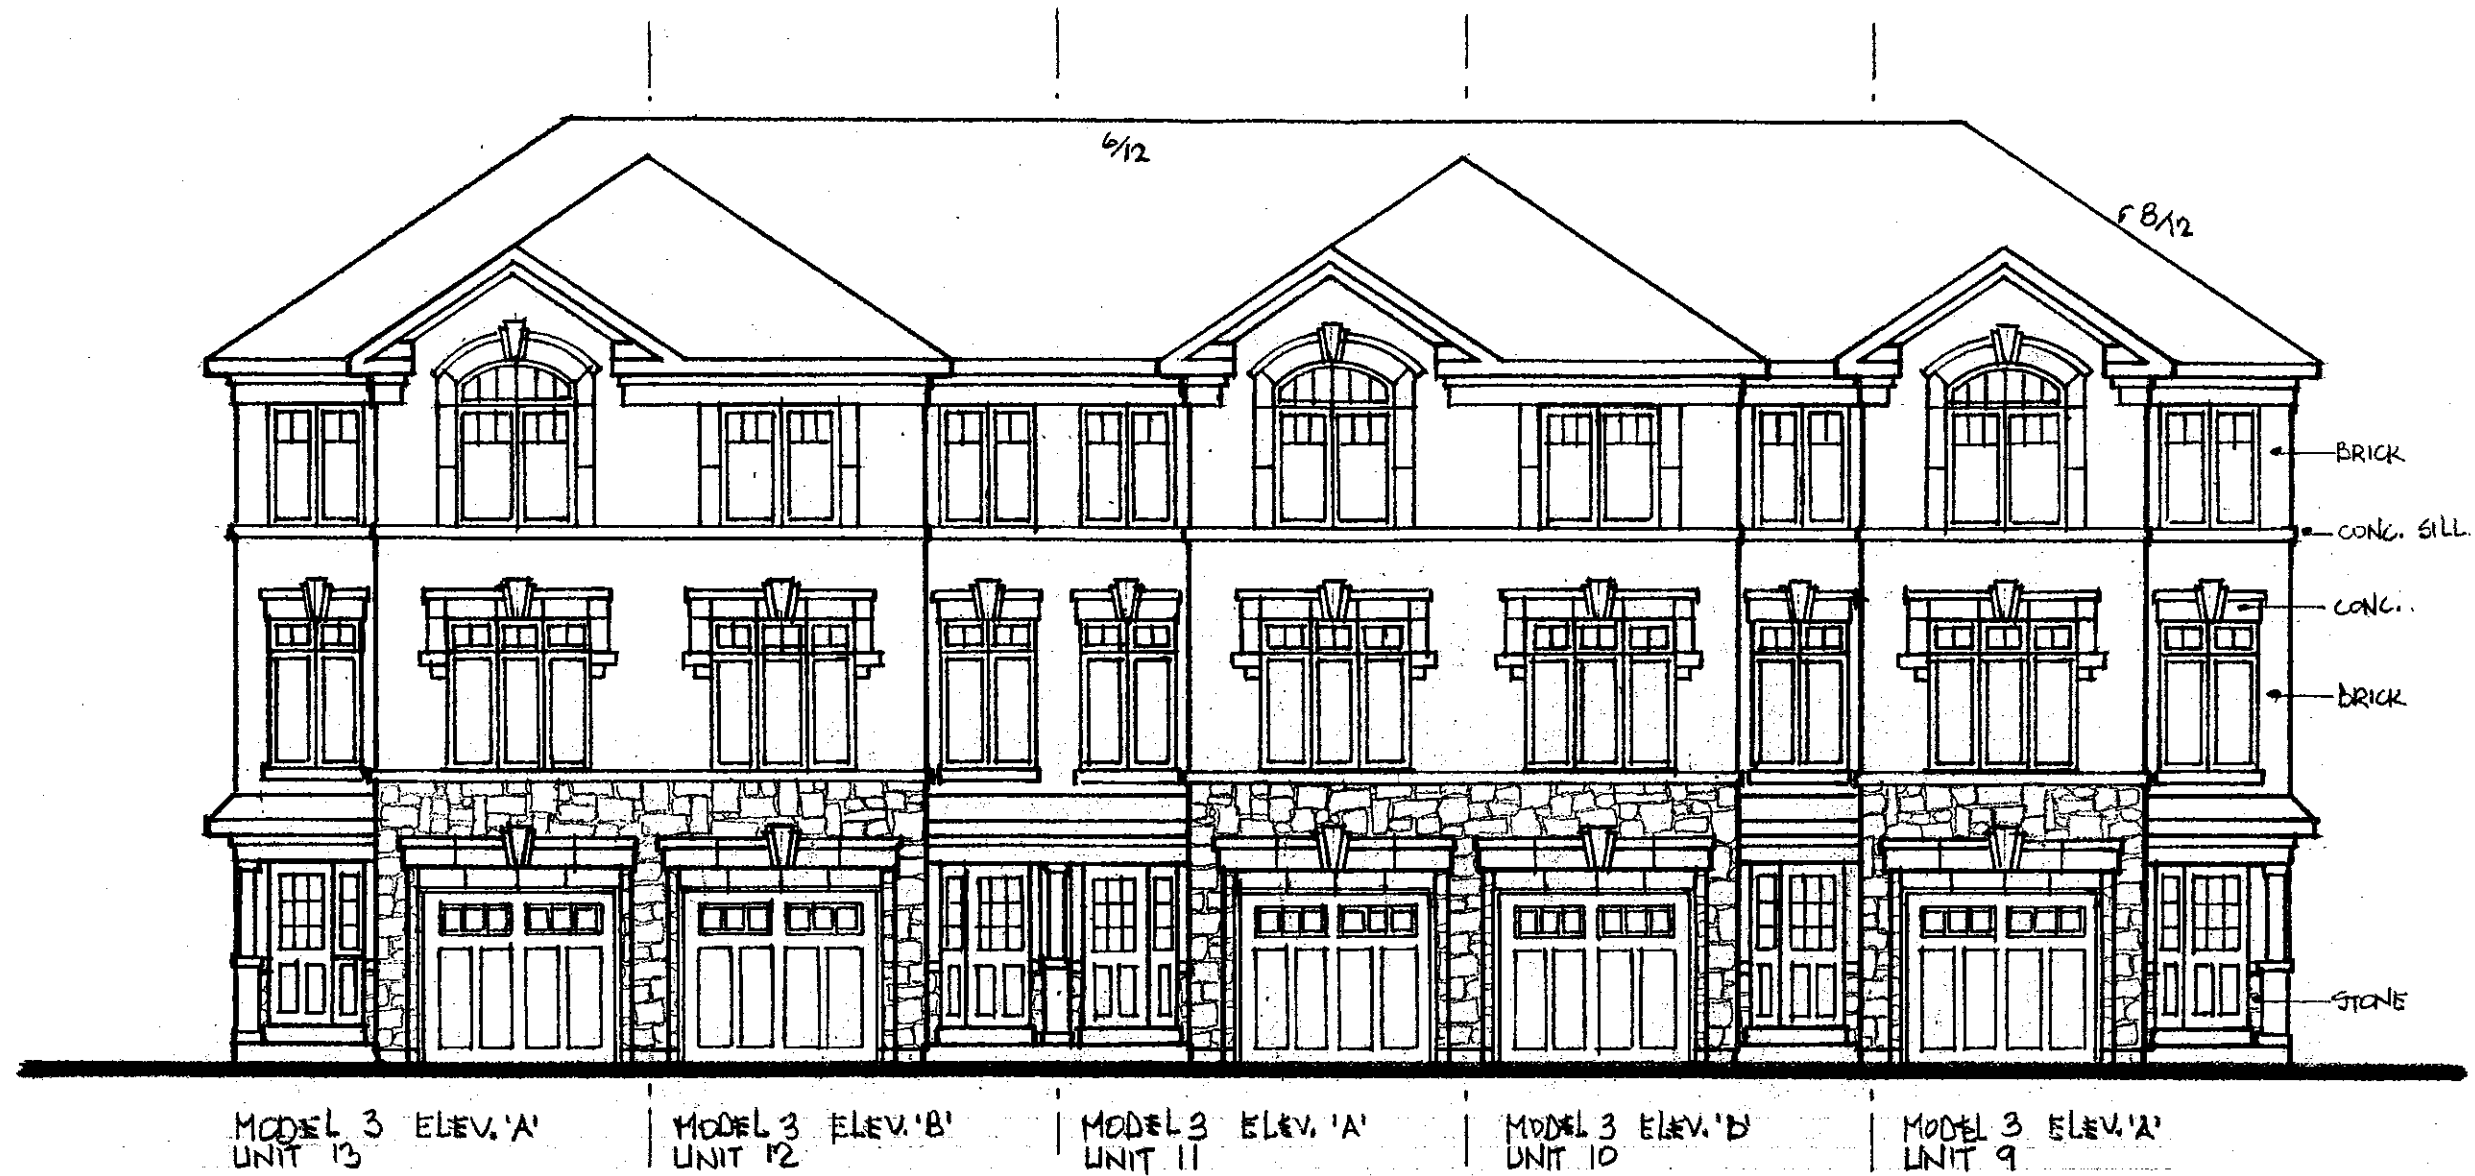 6/12
8/12
BRICK
CONC. SILL
CONC.
BRICK
STONE
MODEL 3 ELEV. 'A'
UNIT 13
MODEL 3 ELEV. 'B'
UNIT 12
MODEL 3 ELEV. 'A'
UNIT 11
MODEL 3 ELEV. 'B'
UNIT 10
MODEL 3 ELEV. 'A'
UNIT 9